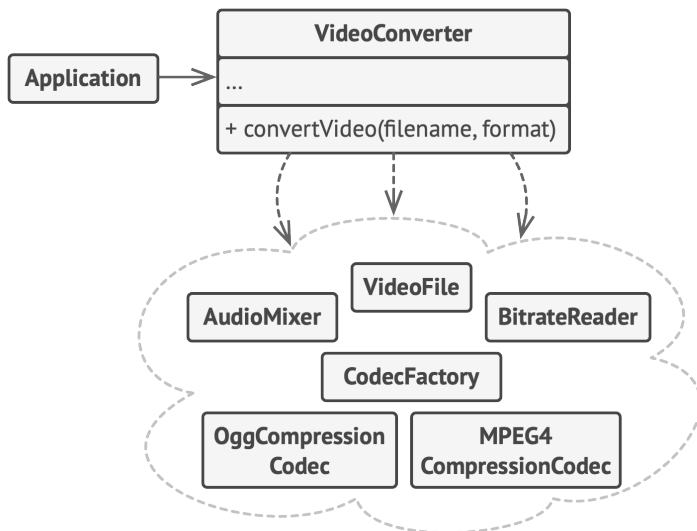 VideoConverter
Application
...
+ convertVideo(filename, format)
VideoFile
AudioMixer
BitrateReader
CodecFactory
OggCompression
Codec
MPEG4
CompressionCodec